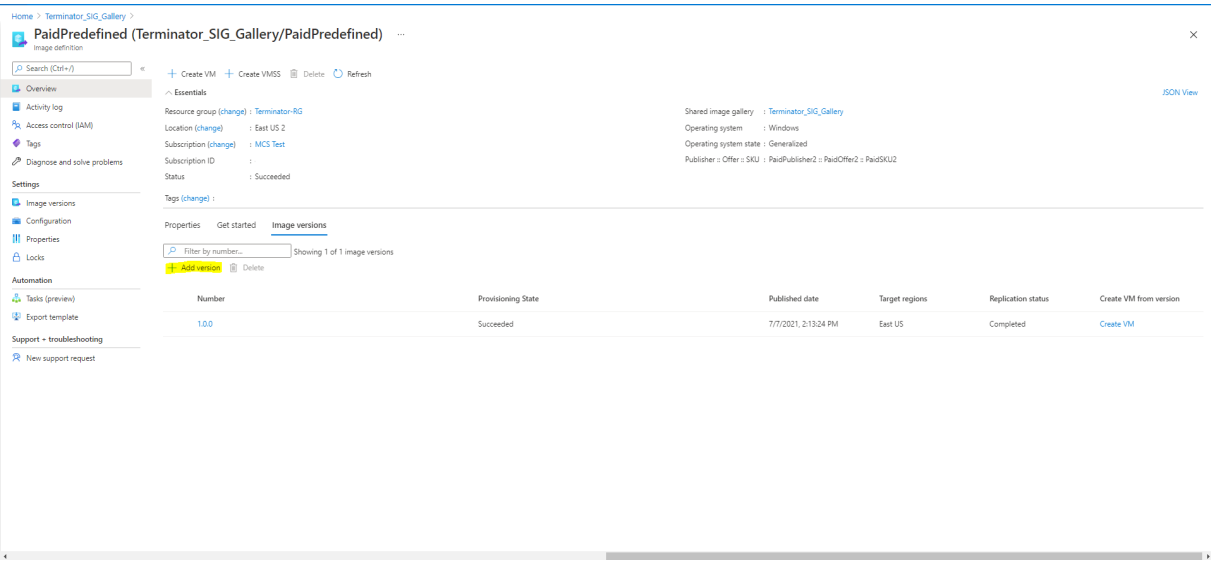 Home > Terminator_SIG_Gallery >
PaidPredefined (Terminator_SIG_Gallery/PaidPredefined) ...
Image definition
Search (Ctrl+/) «
Overview
Activity log
Access control (IAM)
Tags
Diagnose and solve problems
Settings
Image versions
Configuration
Properties
Locks
Automation
Tasks (preview)
Export template
Support + troubleshooting
New support request
+ Create VM + Create VMSS Delete Refresh
Essentials JSON View
Resource group (change) : Terminator-RG
Location (change) : East US 2
Subscription (change) : MCS Test
Subscription ID :
Status : Succeeded
Shared image gallery : Terminator_SIG_Gallery
Operating system : Windows
Operating system state : Generalized
Publisher :: Offer :: SKU : PaidPublisher2 :: PaidOffer2 :: PaidSKU2
Tags (change) :
Properties Get started Image versions
Filter by number... Showing 1 of 1 image versions
+ Add version Delete
Number Provisioning State Published date Target regions Replication status Create VM from version
1.0.0 Succeeded 7/7/2021, 2:13:24 PM East US Completed Create VM